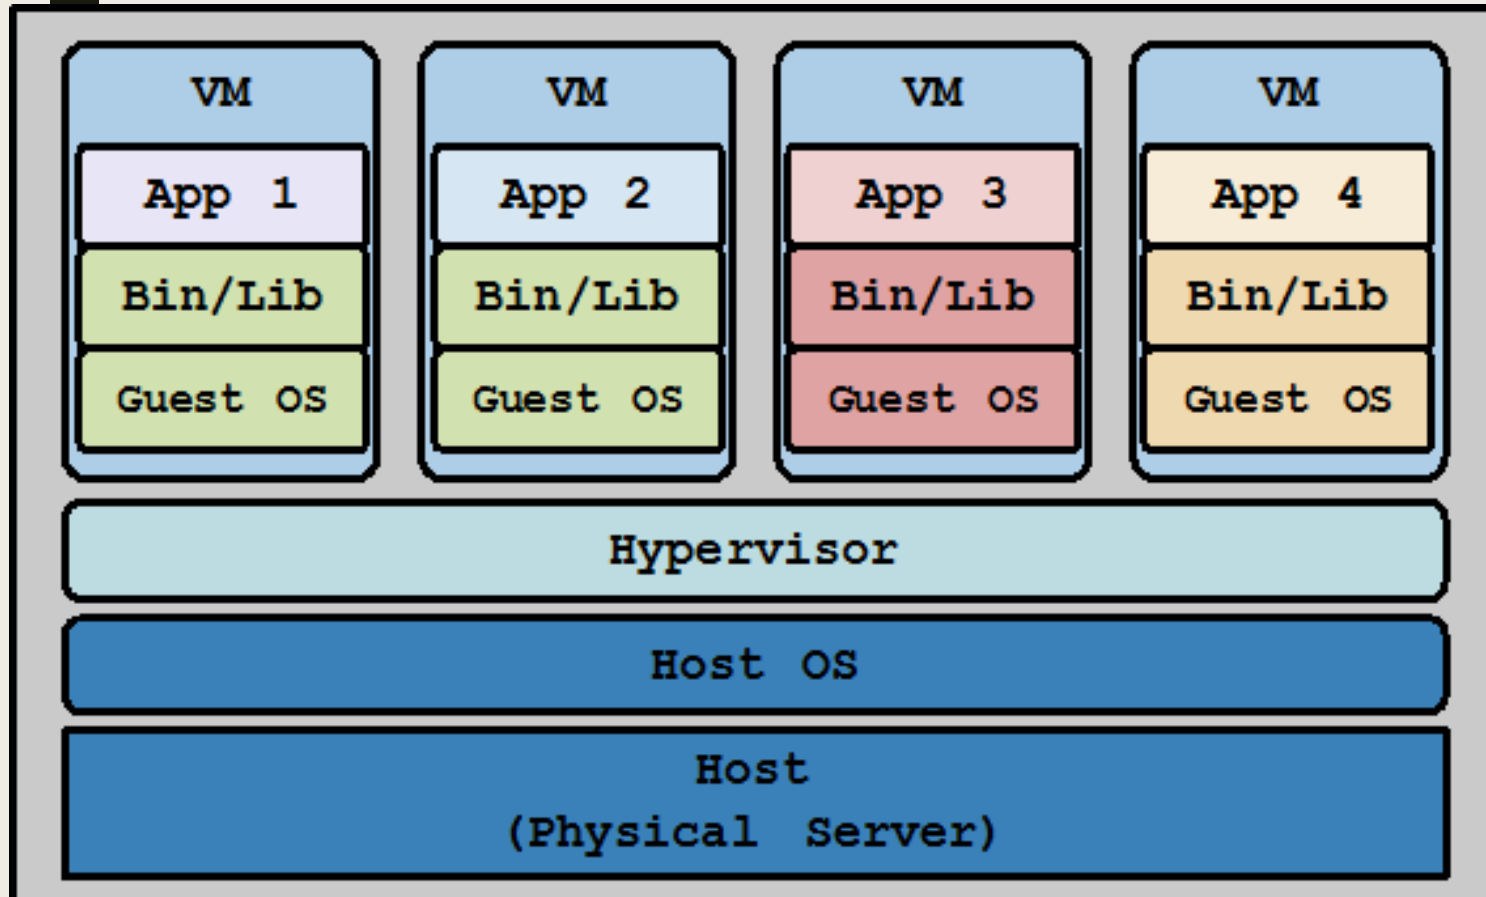 VM VM VM VM
App 1 App 2 App 3 App 4
Bin/Lib Bin/Lib Bin/Lib Bin/Lib
Guest OS Guest OS Guest OS Guest OS
Hypervisor
Host OS
Host
(Physical Server)